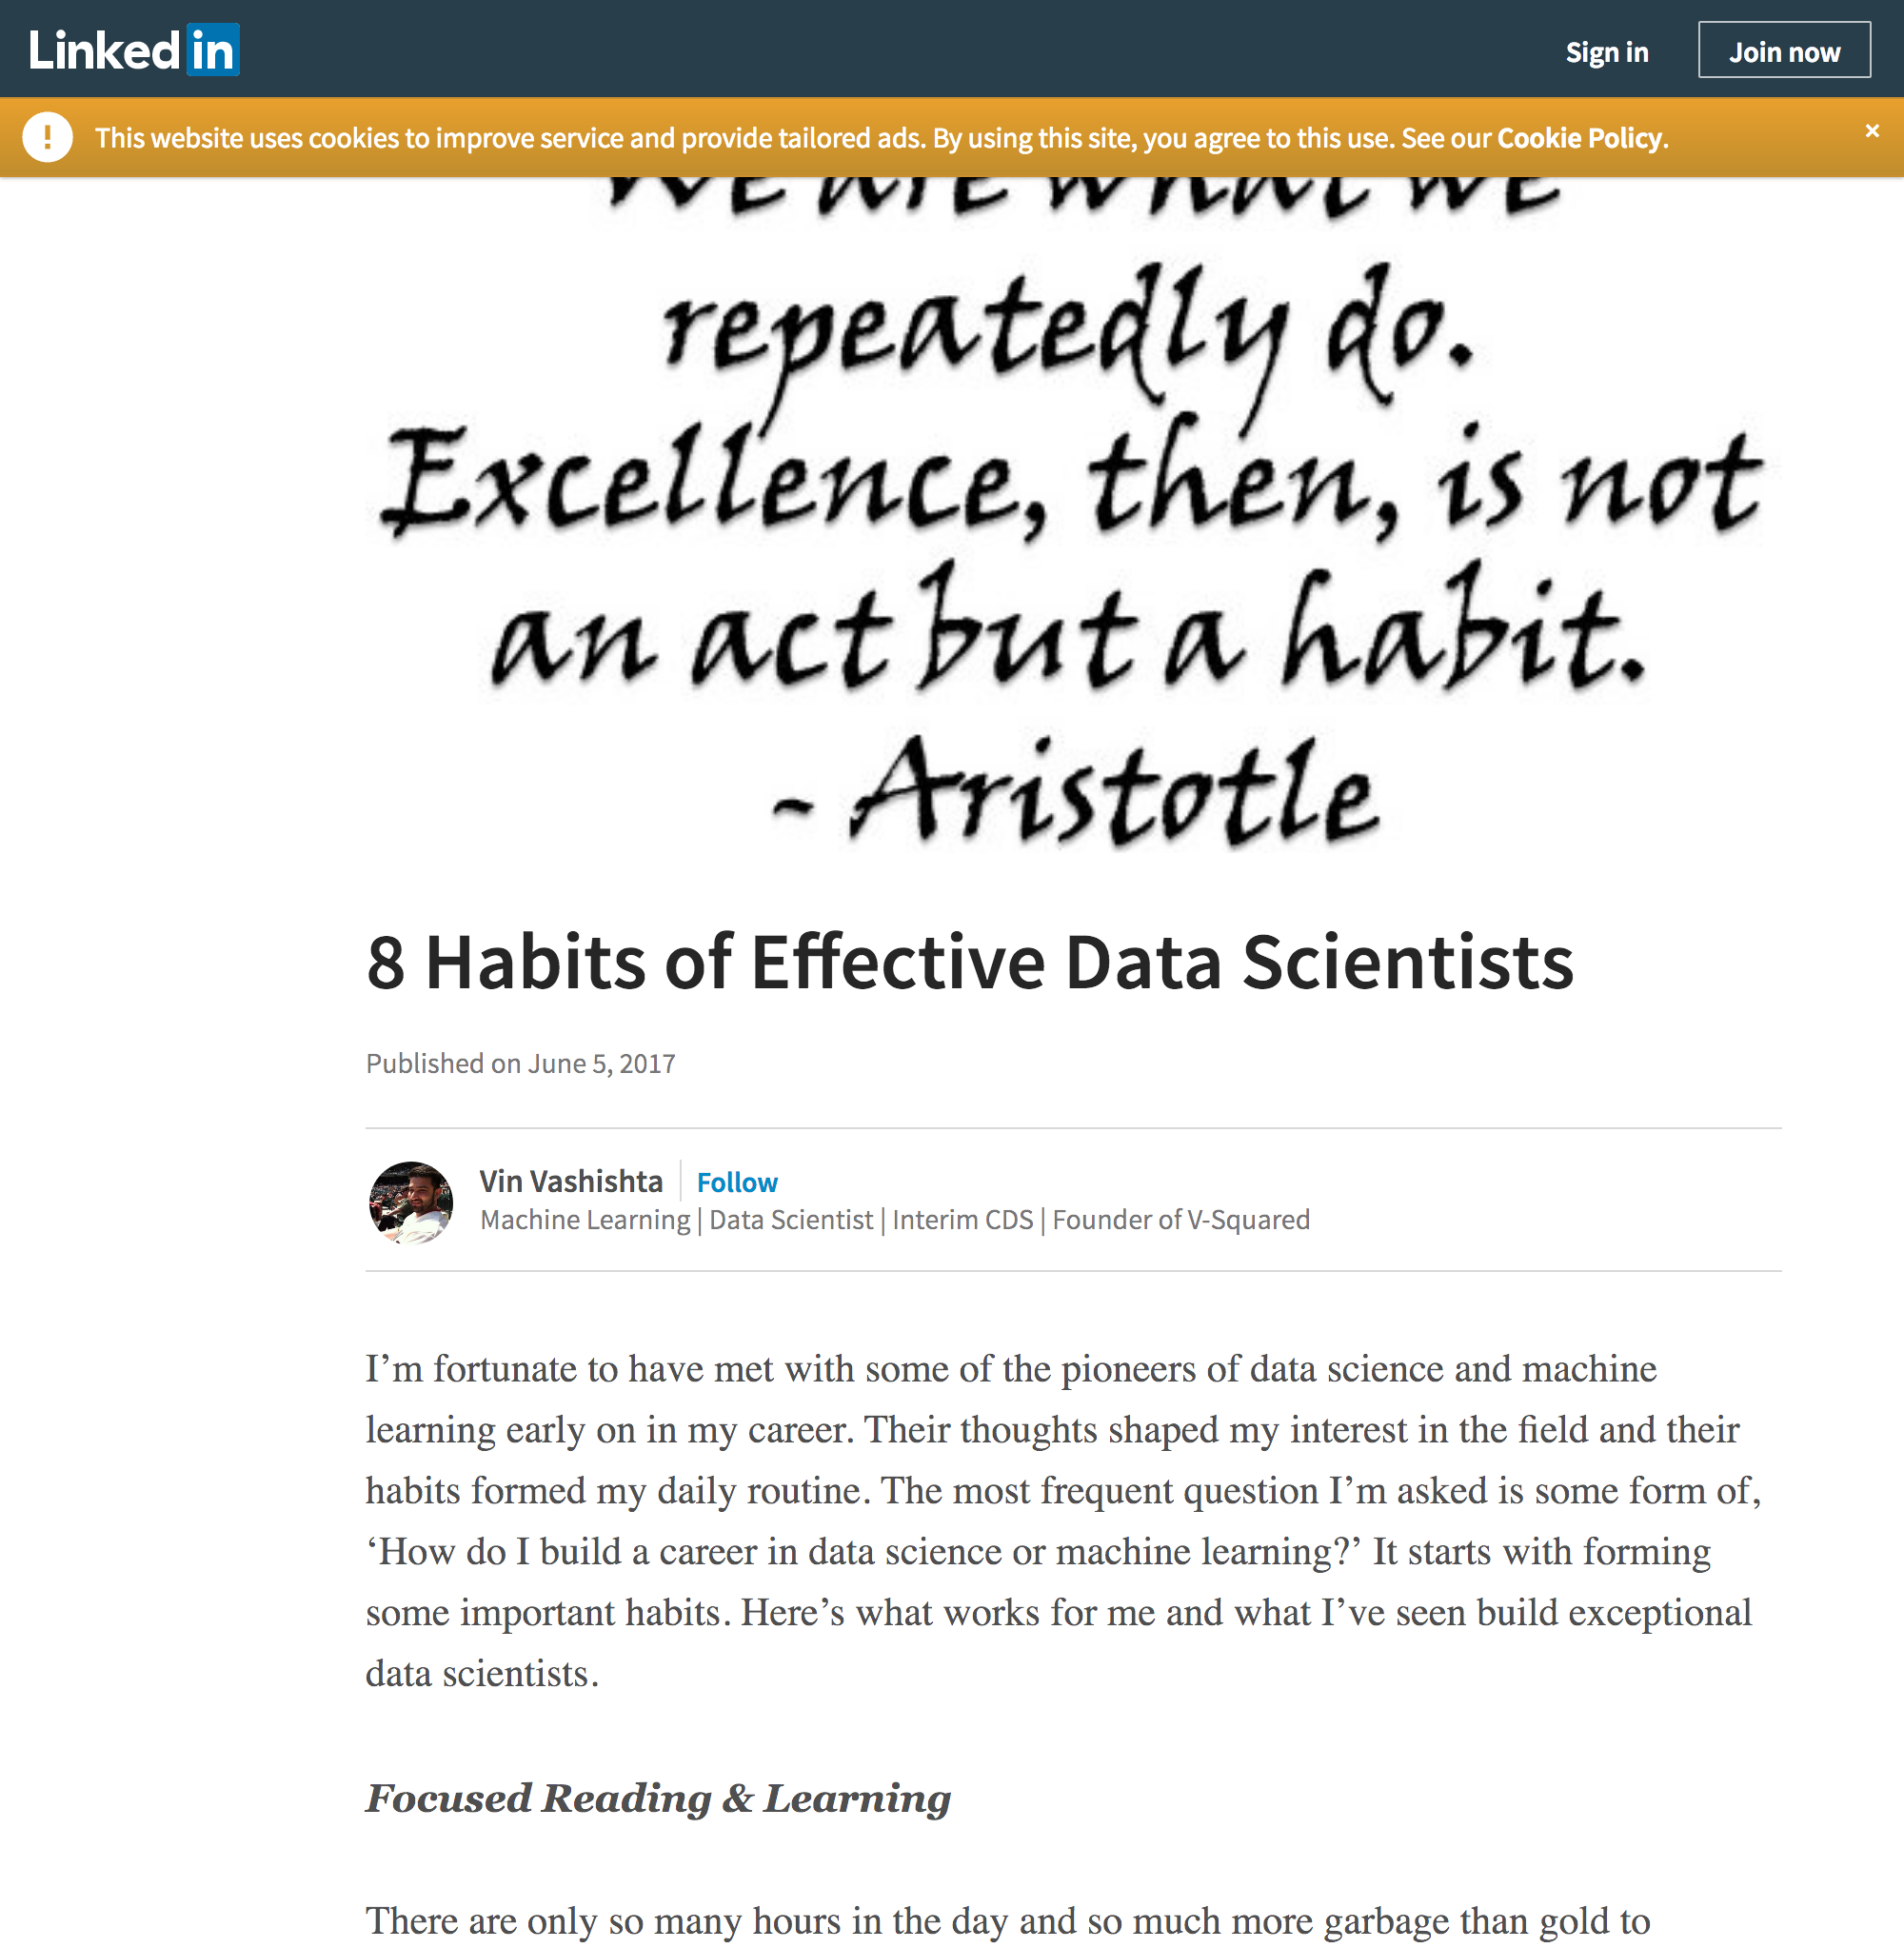 Linked in
Sign in
Join now
This website uses cookies to improve service and provide tailored ads. By using this site, you agree to this use. See our Cookie Policy.
We are what we
repeatedly do.
Excellence, then, is not
an act but a habit.
- Aristotle
8 Habits of Effective Data Scientists
Published on June 5, 2017
Vin Vashishta
Follow
Machine Learning | Data Scientist | Interim CDS | Founder of V-Squared
I’m fortunate to have met with some of the pioneers of data science and machine
learning early on in my career. Their thoughts shaped my interest in the field and their
habits formed my daily routine. The most frequent question I’m asked is some form of,
‘How do I build a career in data science or machine learning?’ It starts with forming
some important habits. Here’s what works for me and what I’ve seen build exceptional
data scientists.
Focused Reading & Learning
There are only so many hours in the day and so much more garbage than gold to